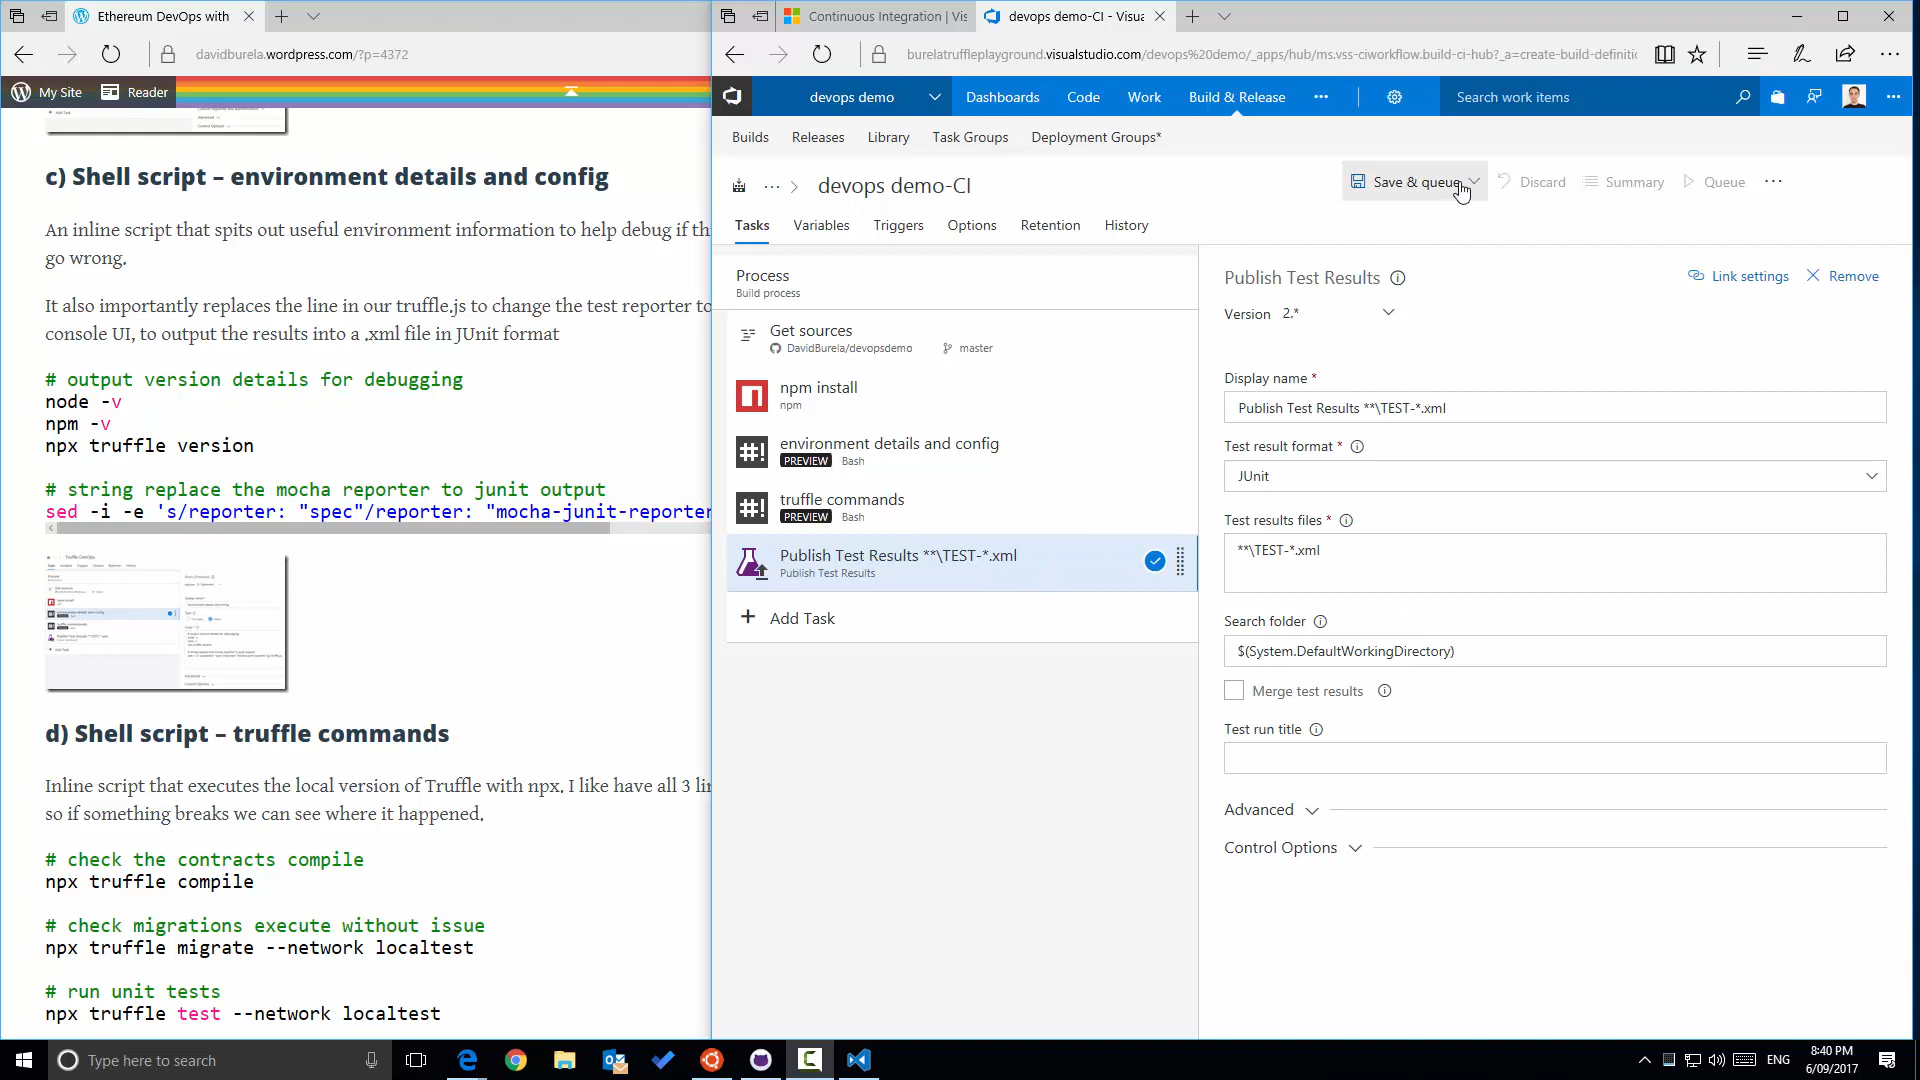 Ethereum DevOps with
davidburela.wordpress.com/?p=4372
My Site
Reader
c) Shell script – environment details and config
An inline script that spits out useful environment information to help debug if
go wrong.
It also importantly replaces the line in our truffle.js to change the test reporter to
console UI, to output the results into a .xml file in JUnit format
# output version details for debugging
node -v
npm -v
npx truffle version
# string replace the mocha reporter to junit output
sed -i -e 's/reporter: "spec"/reporter: "mocha-junit-reporter
d) Shell script – truffle commands
Inline script that executes the local version of Truffle with npx. I like have all 3
so if something breaks we can see where it happened.
# check the contracts compile
npx truffle compile
# check migrations execute without issue
npx truffle migrate --network localtest
# run unit tests
npx truffle test --network localtest
Continuous Integration | Vis
devops demo-CI - Visua
burelatruffleplayground.visualstudio.com/devops%20demo/_apps/hub/ms.vss-ciworkflow.build-ci-hub?_a=create-build-definitio
devops demo
Dashboards
Code
Work
Build & Release
Search work items
Builds
Releases
Library
Task Groups
Deployment Groups*
devops demo-CI
Save & queue
Discard
Summary
Queue
Tasks
Variables
Triggers
Options
Retention
History
Process
Build process
Get sources
DavidBurela/devopsdemo
master
npm install
npm
#!
environment details and config
PREVIEW Bash
#!
truffle commands
PREVIEW Bash
Publish Test Results **\TEST-*.xml
Publish Test Results
Add Task
Publish Test Results
Link settings
Remove
Version 2.*
Display name *
Publish Test Results **\TEST-*.xml
Test result format *
JUnit
Test results files *
**\TEST-*.xml
Search folder
$(System.DefaultWorkingDirectory)
Merge test results
Test run title
Advanced
Control Options
Type here to search
ENG
8:40 PM
6/09/2017